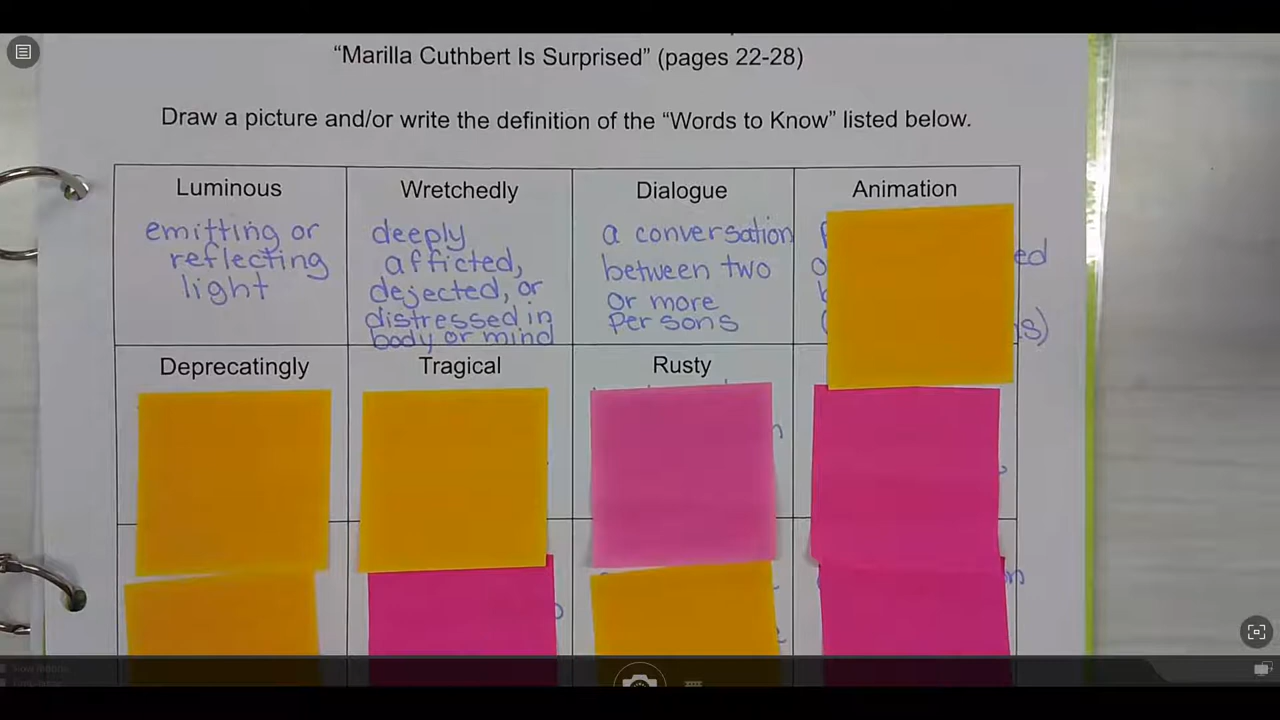 “Marilla Cuthbert Is Surprised” (pages 22-28)
Draw a picture and/or write the definition of the “Words to Know” listed below.
Luminous
emitting or
reflecting
light
Wretchedly
deeply
afficted,
dejected, or
distressed in
body or mind
Dialogue
a conversation
between two
or more
persons
Animation
Deprecatingly
Tragical
Rusty